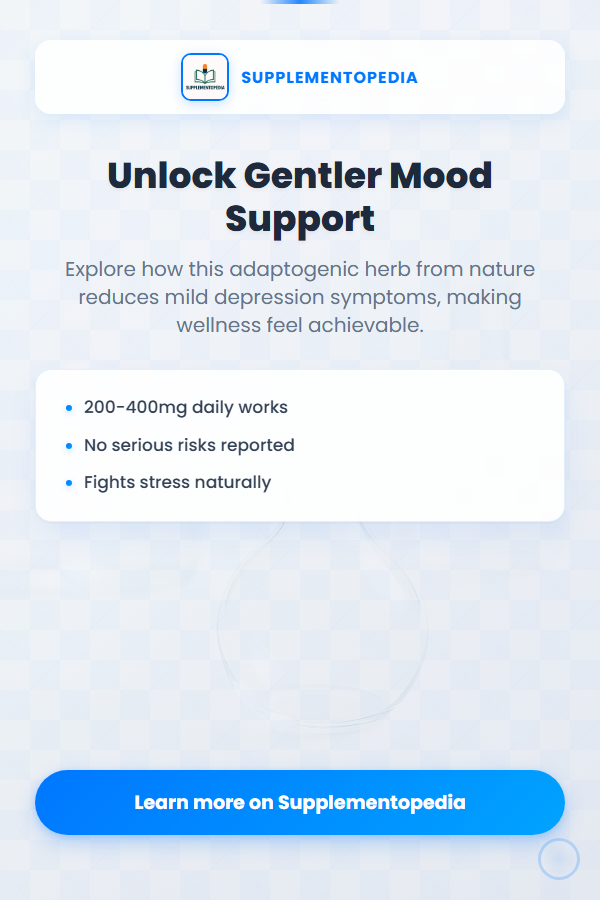 SUPPLEMENTOPEDIA
SUPPLEMENTOPEDIA
Unlock Gentler Mood
Support
Explore how this adaptogenic herb from nature
reduces mild depression symptoms, making
wellness feel achievable.
200-400mg daily works
No serious risks reported
Fights stress naturally
Learn more on Supplementopedia